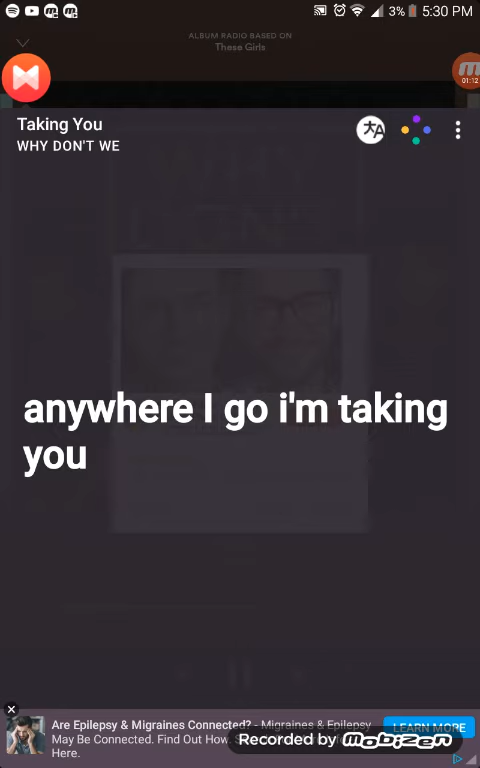 3% 5:30 PM
ALBUM RADIO BASED ON
These Girls
01:12
Taking You
WHY DON'T WE
anywhere I go i'm taking
you
Are Epilepsy & Migraines Connected? - Migraines & Epilepsy
May Be Connected. Find Out How.
Here.
LEARN MORE
Recorded by Mobizen